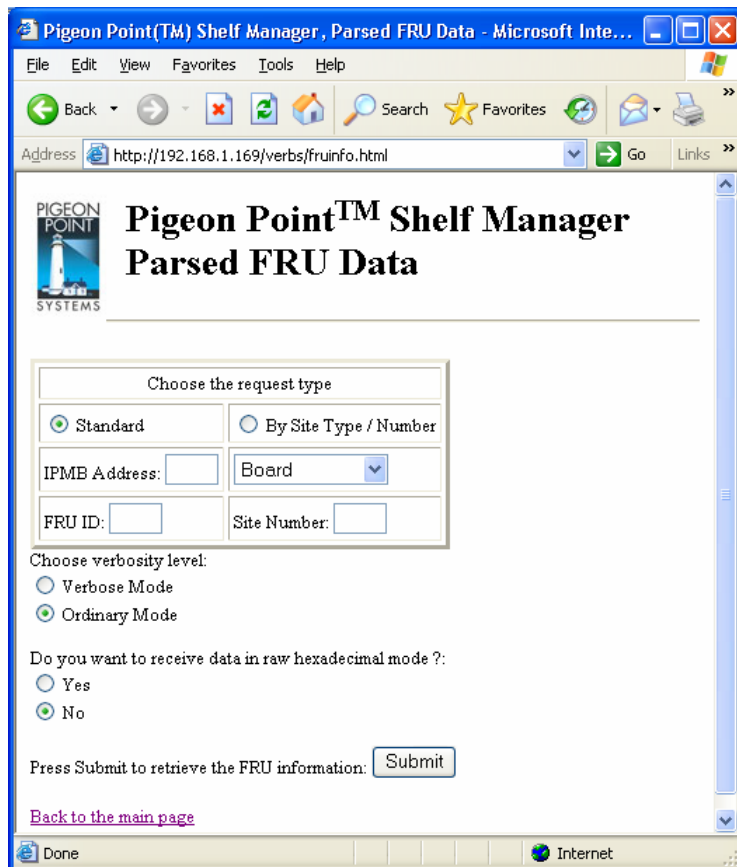 Pigeon Point(TM) Shelf Manager, Parsed FRU Data - Microsoft Inte...
File Edit View Favorites Tools Help
Back Search Favorites »
Address http://192.168.1.169/verbs/fruinfo.html Go Links »
PIGEON
POINT
SYSTEMS
Pigeon Point™ Shelf Manager
Parsed FRU Data
Choose the request type
Standard By Site Type / Number
IPMB Address: Board
FRU ID: Site Number:
Choose verbosity level:
Verbose Mode
Ordinary Mode
Do you want to receive data in raw hexadecimal mode ?:
Yes
No
Press Submit to retrieve the FRU information: Submit
Back to the main page
Done Internet